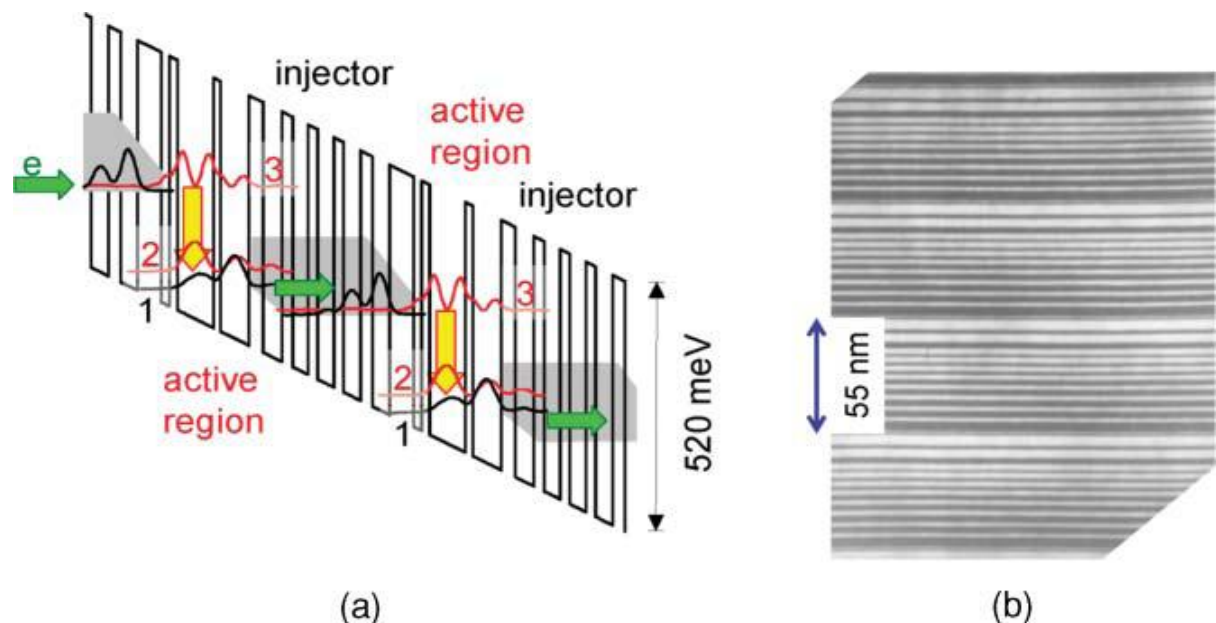 injector
active
region
injector
e
3
2
1
active
region
3
2
1
520 meV
55 nm
(a)
(b)